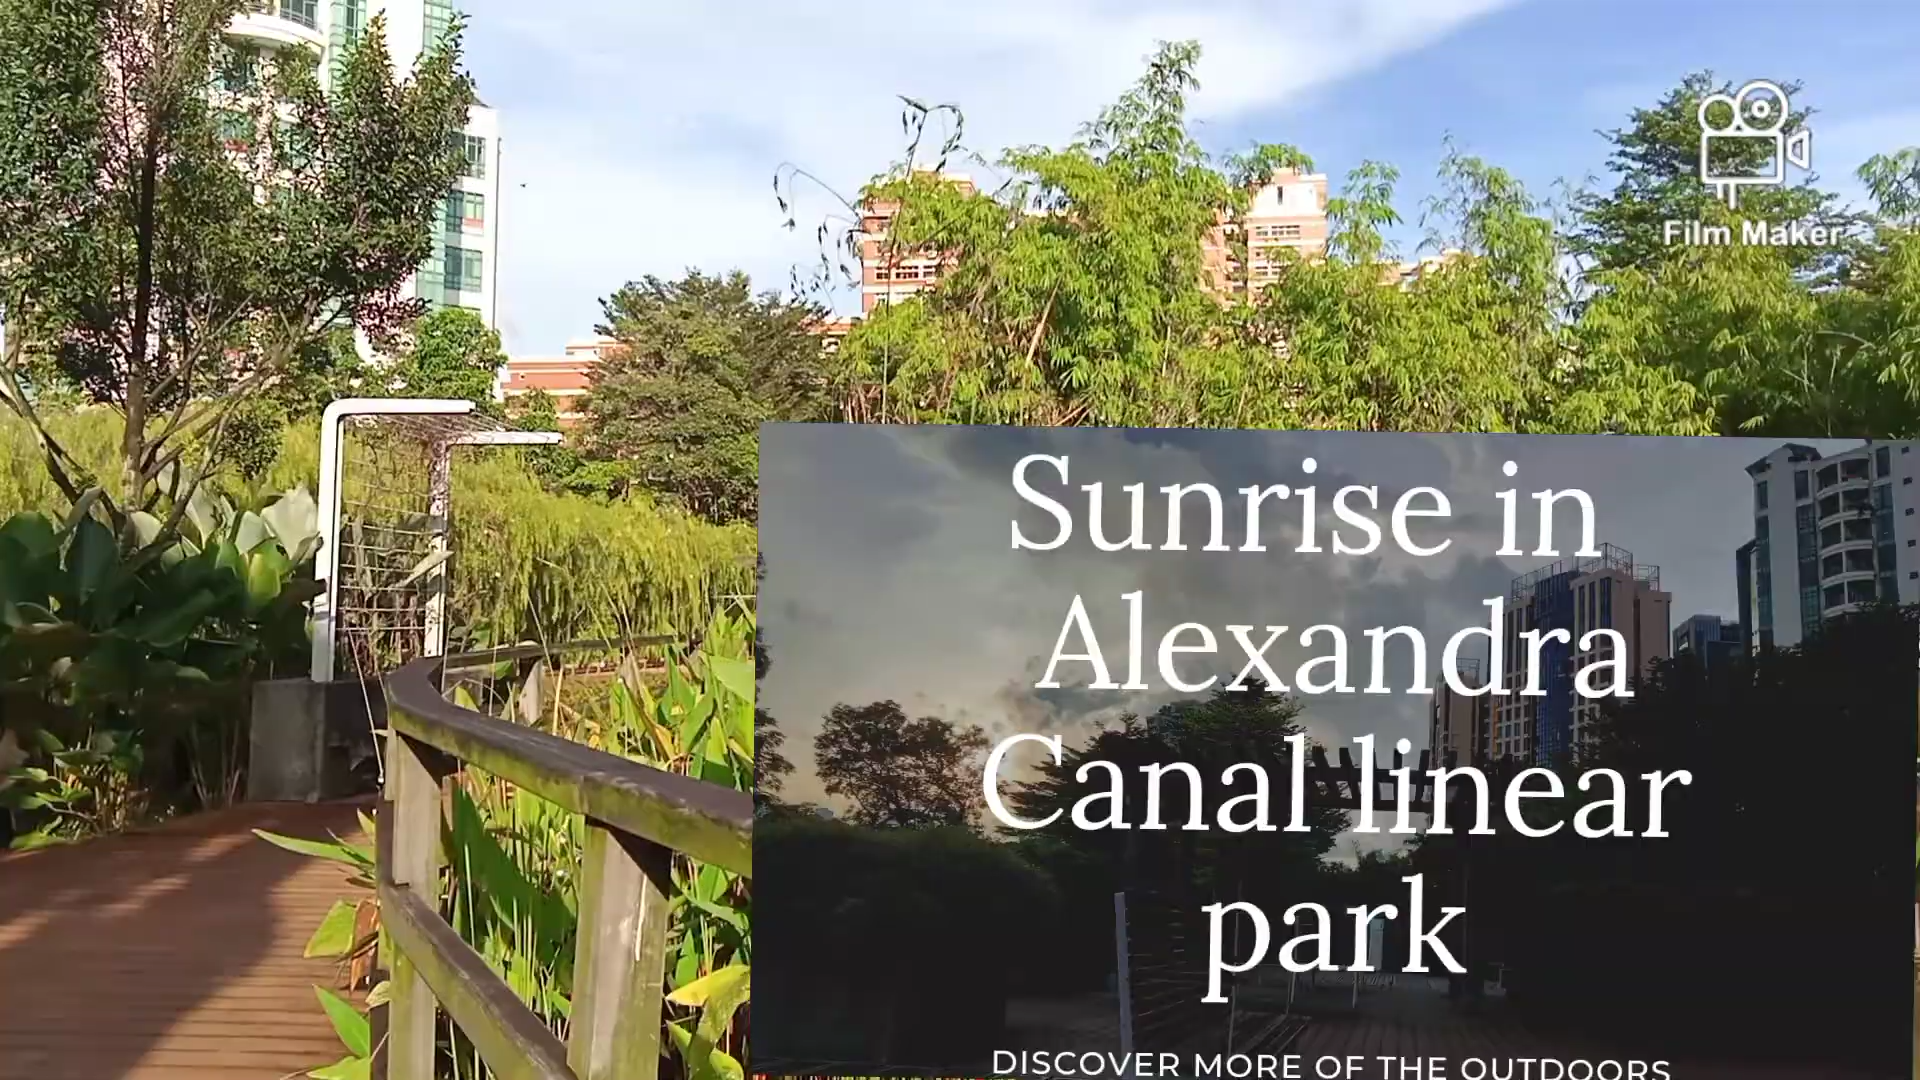 Film Maker
Sunrise in
Alexandra
Canal linear
park
DISCOVER MORE OF THE OUTDOORS